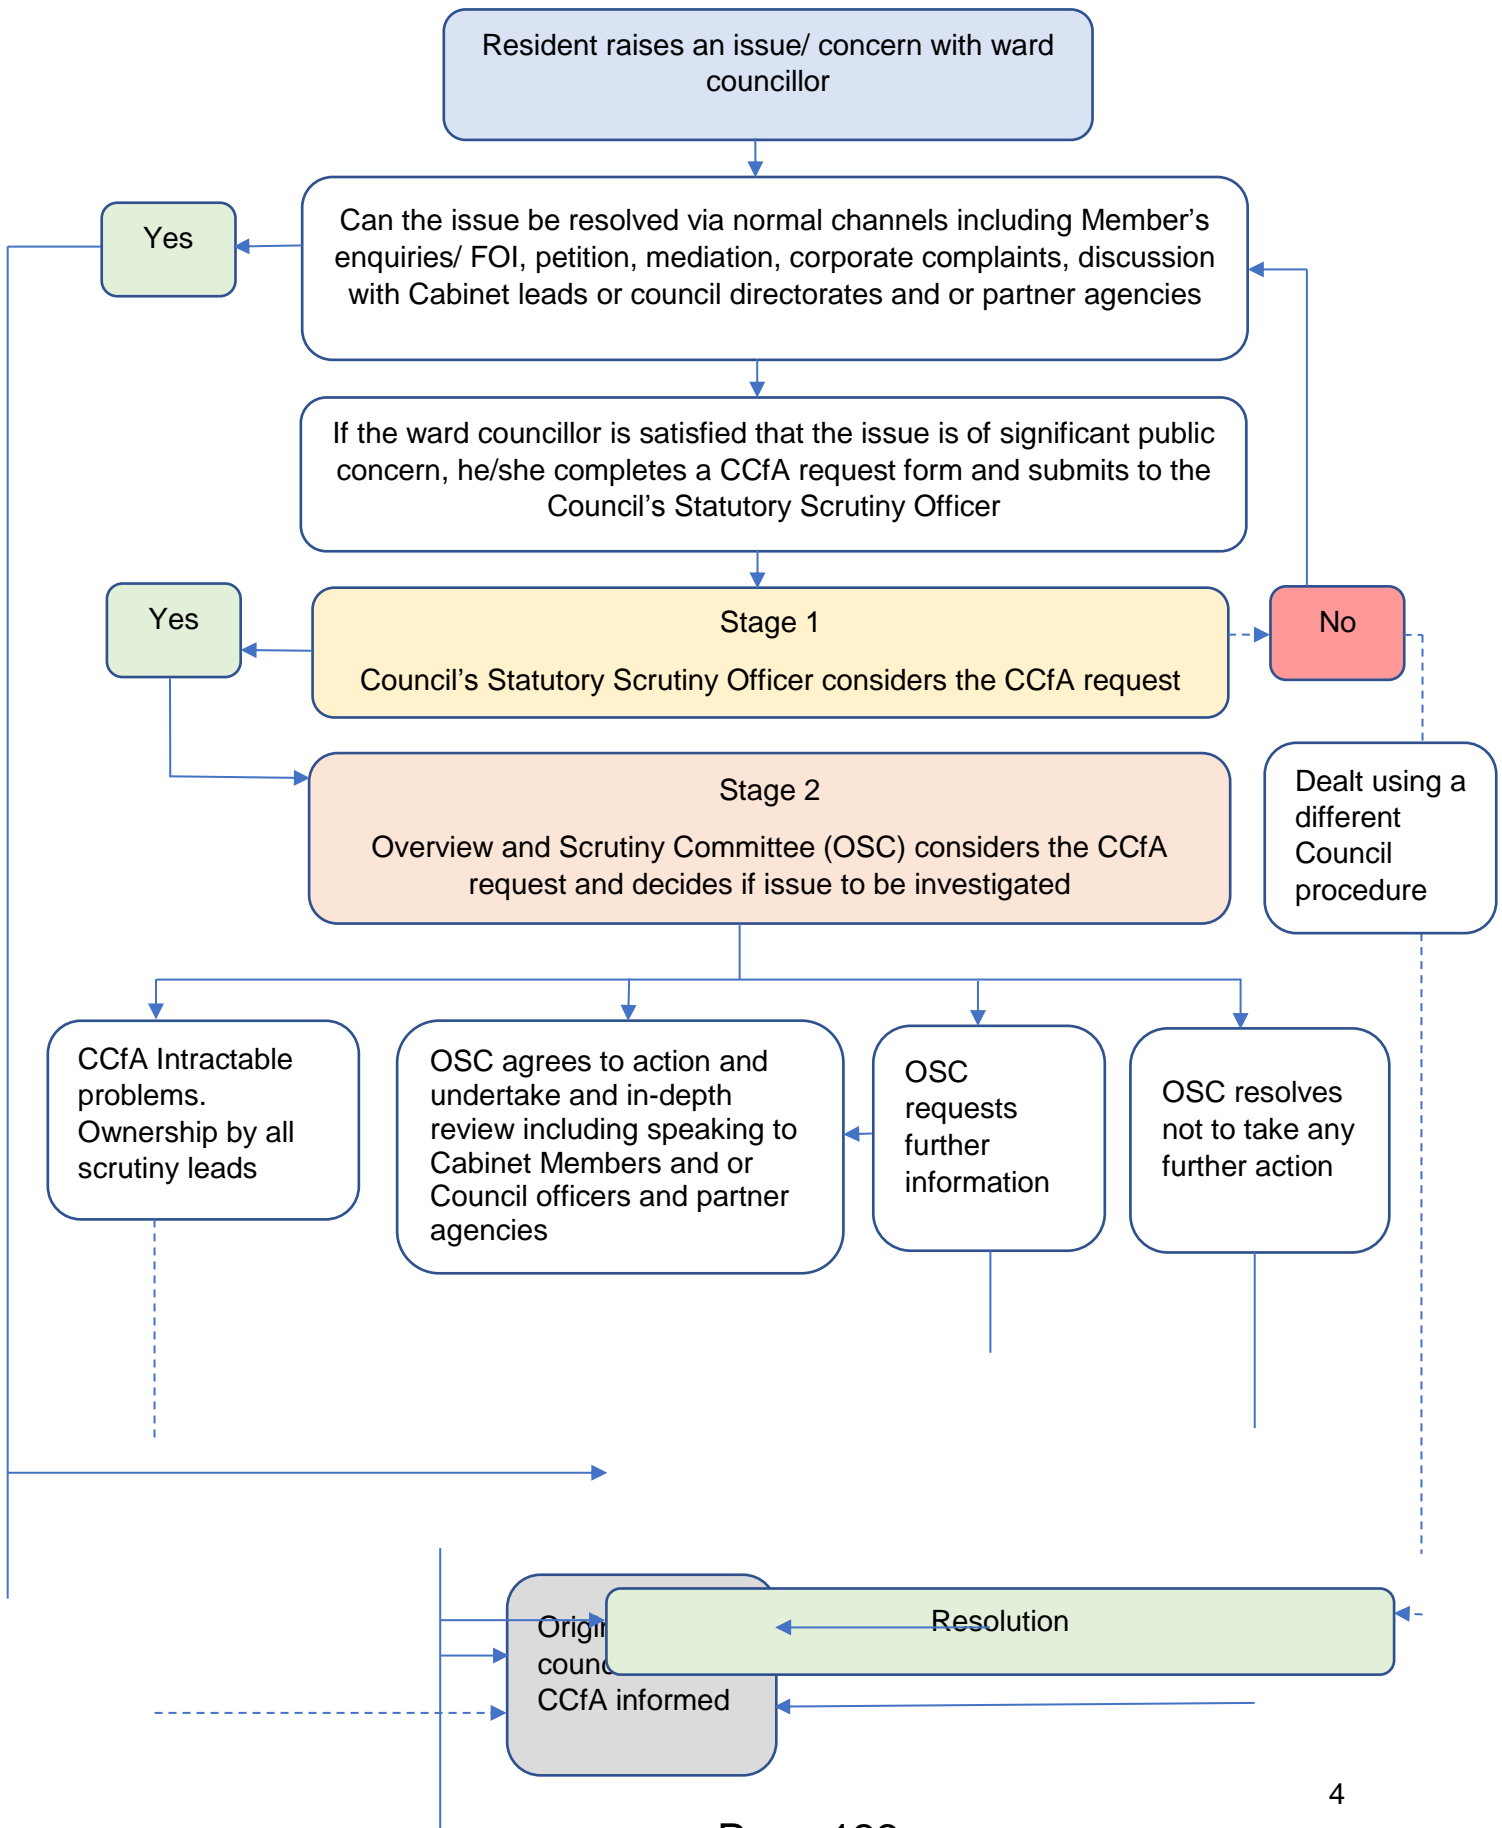 Resident raises an issue/ concern with ward
councillor
Yes
Can the issue be resolved via normal channels including Member’s
enquiries/ FOI, petition, mediation, corporate complaints, discussion
with Cabinet leads or council directorates and or partner agencies
If the ward councillor is satisfied that the issue is of significant public
concern, he/she completes a CCfA request form and submits to the
Council’s Statutory Scrutiny Officer
Yes
Stage 1
Council’s Statutory Scrutiny Officer considers the CCfA request
No
Stage 2
Overview and Scrutiny Committee (OSC) considers the CCfA
request and decides if issue to be investigated
Dealt using a
different
Council
procedure
CCfA Intractable
problems.
Ownership by all
scrutiny leads
OSC agrees to action and
undertake and in-depth
review including speaking to
Cabinet Members and or
Council officers and partner
agencies
OSC
requests
further
information
OSC resolves
not to take any
further action
Resolution
CCfA informed
4